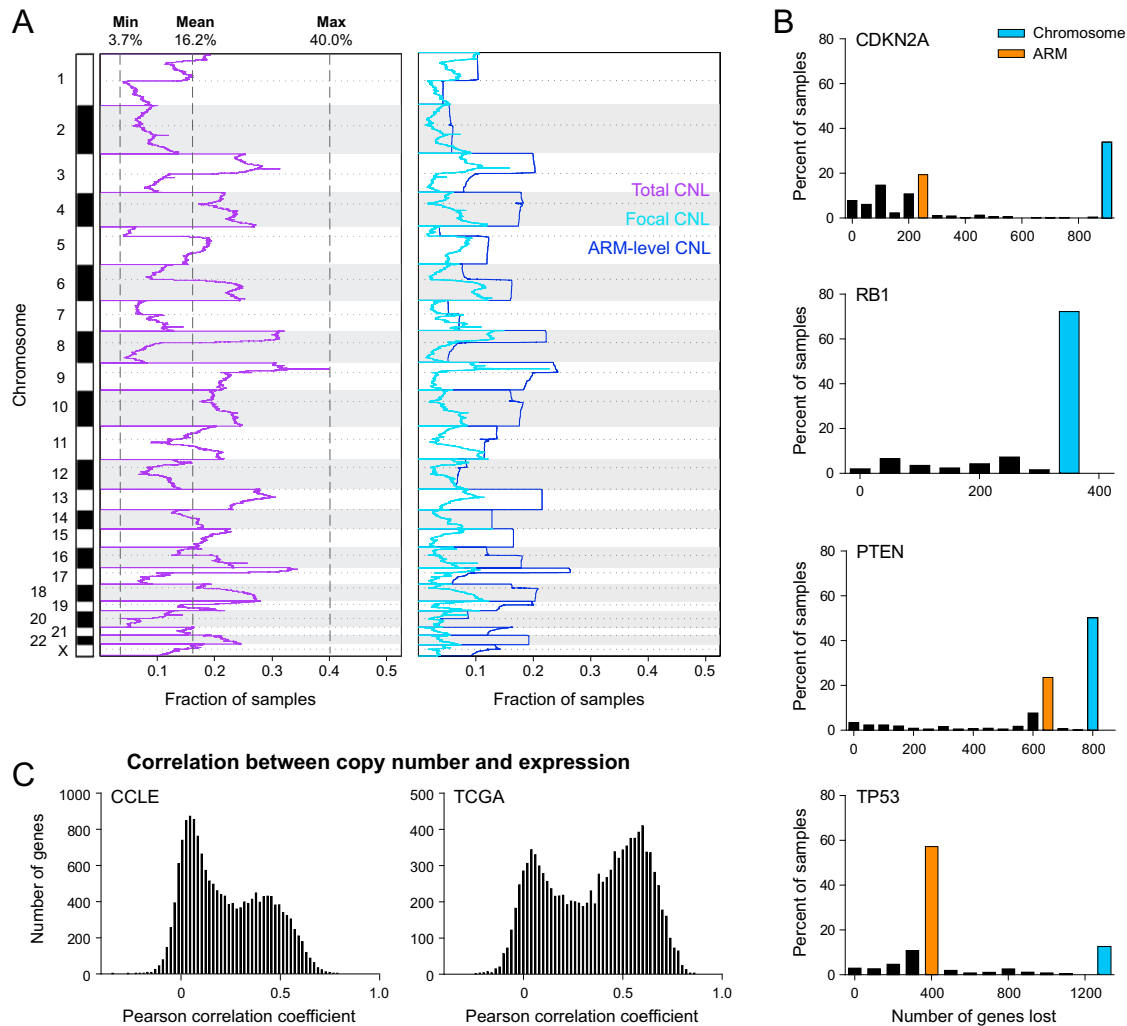 A
Min Mean Max
3.7% 16.2% 40.0%
Chromosome
1
2
3
4
5
6
7
8
9
10
11
12
13
14
15
16
17
18
19
20
21
22
X
0.1 0.2 0.3 0.4 0.5
Fraction of samples
Total CNL
Focal CNL
ARM-level CNL
0.1 0.2 0.3 0.4 0.5
Fraction of samples
B
Chromosome
ARM
CDKN2A
Percent of samples
80
60
40
20
0
0 200 400 600 800
RB1
Percent of samples
80
60
40
20
0
0 200 400
PTEN
Percent of samples
80
60
40
20
0
0 200 400 600 800
TP53
Percent of samples
80
60
40
20
0
0 400 800 1200
Number of genes lost
C
Correlation between copy number and expression
CCLE
Number of genes
1000
800
600
400
200
0
0 0.5 1.0
Pearson correlation coefficient
TCGA
500
400
300
200
100
0
0 0.5 1.0
Pearson correlation coefficient